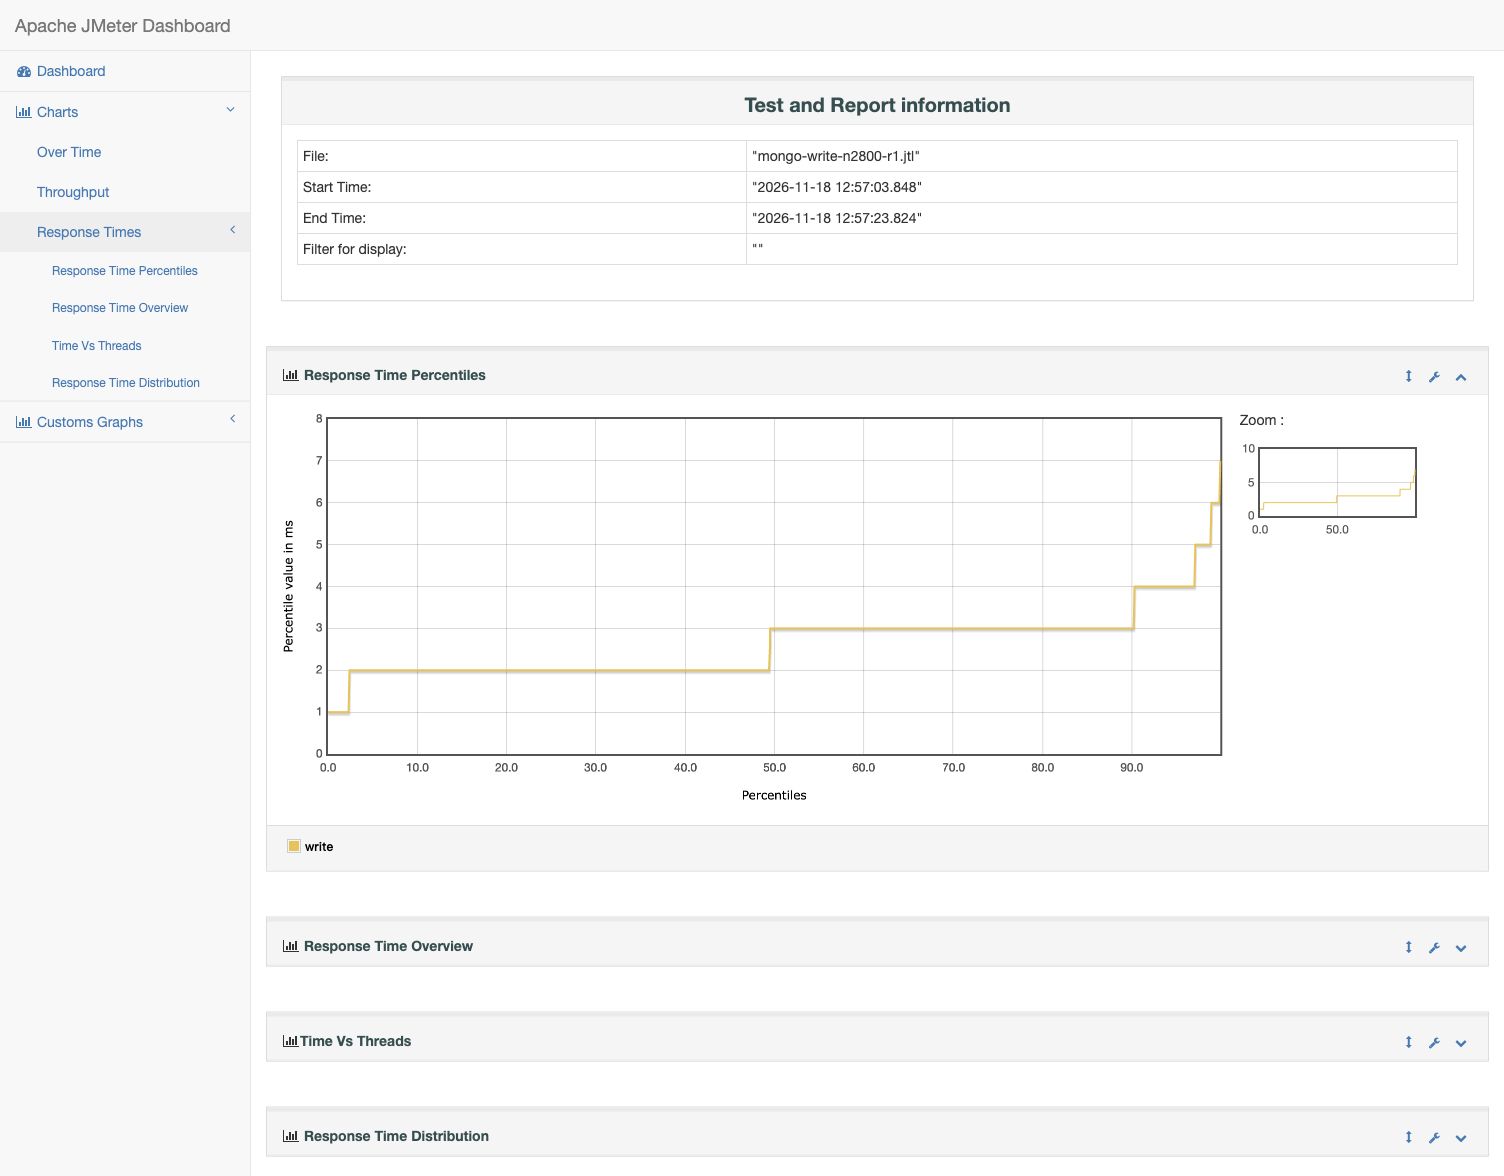 Apache JMeter Dashboard
Dashboard
Charts
Over Time
Throughput
Response Times
Response Time Percentiles
Response Time Overview
Time Vs Threads
Response Time Distribution
Customs Graphs
Test and Report information
File: "mongo-write-n2800-r1.jtl"
Start Time: "2026-11-18 12:57:03.848"
End Time: "2026-11-18 12:57:23.824"
Filter for display: ""
Response Time Percentiles
Percentile value in ms
8
7
6
5
4
3
2
1
0
0.0 10.0 20.0 30.0 40.0 50.0 60.0 70.0 80.0 90.0
Percentiles
Zoom :
10
5
0
0.0 50.0
write
Response Time Overview
Time Vs Threads
Response Time Distribution